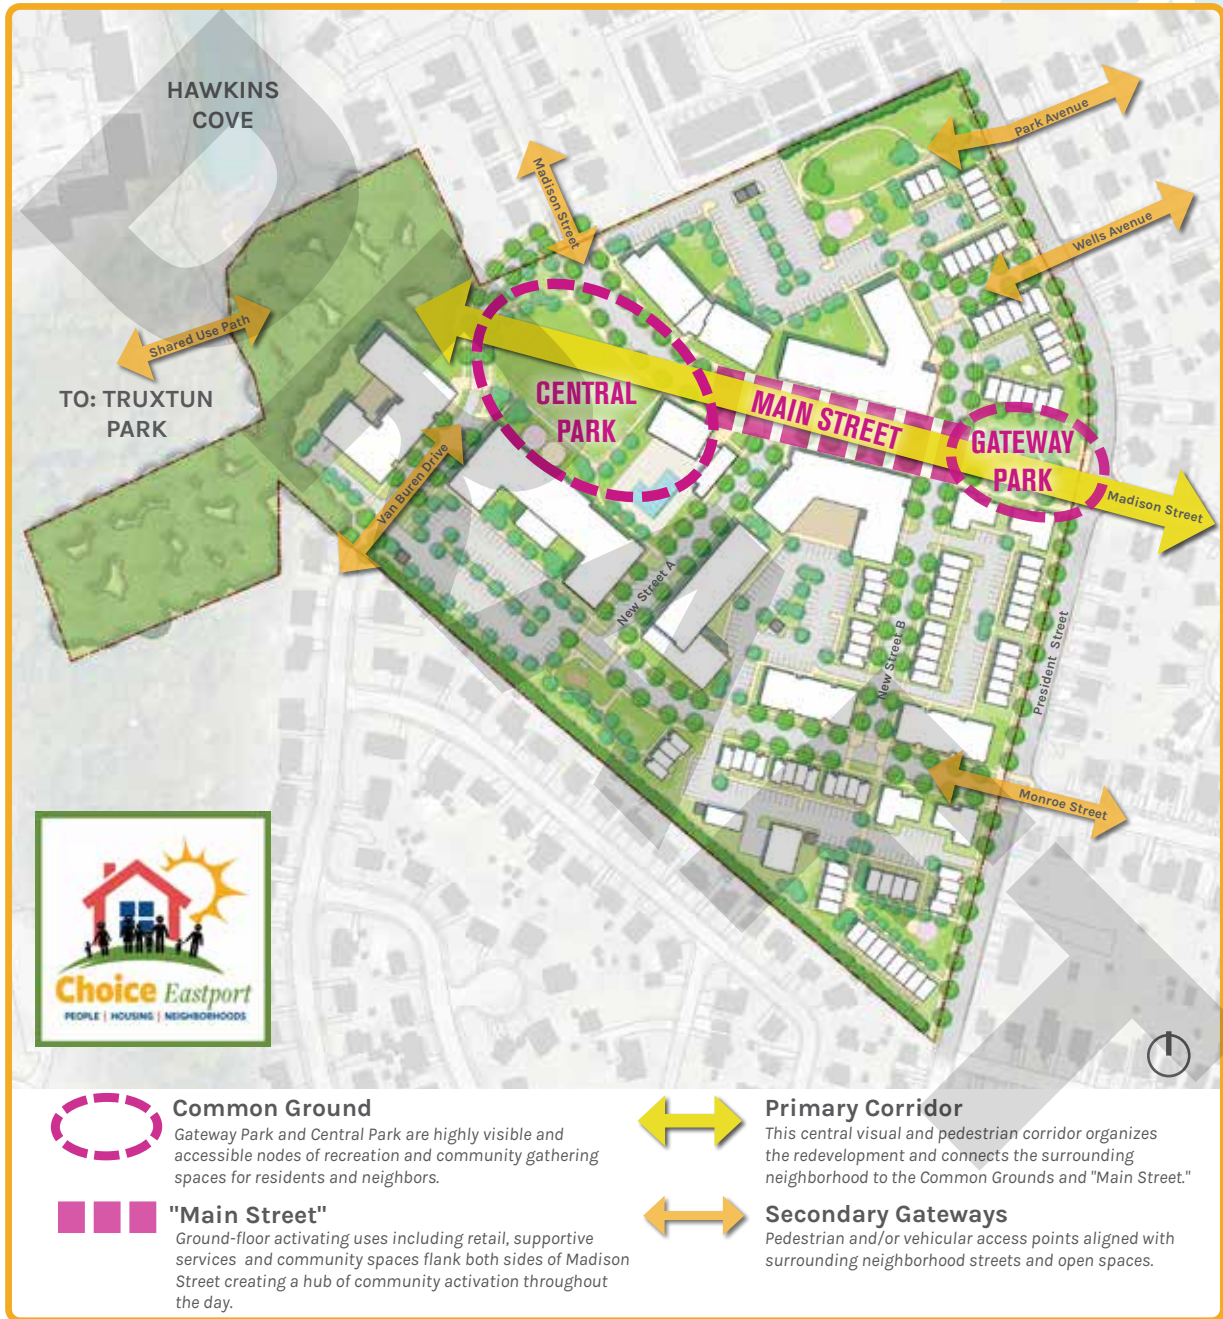 HAWKINS
COVE
Park Avenue
Madison Street
Wells Avenue
Shared Use Path
TO: TRUXTUN
PARK
CENTRAL
PARK
MAIN STREET
GATEWAY
PARK
Madison Street
Van Buren Drive
New Street A
New Street B
President Street
Monroe Street
Choice Eastport
PEOPLE | HOUSING | NEIGHBORHOODS
DRAFT
Common Ground
Gateway Park and Central Park are highly visible and
accessible nodes of recreation and community gathering
spaces for residents and neighbors.
"Main Street"
Ground-floor activating uses including retail, supportive
services and community spaces flank both sides of Madison
Street creating a hub of community activation throughout
the day.
Primary Corridor
This central visual and pedestrian corridor organizes
the redevelopment and connects the surrounding
neighborhood to the Common Grounds and "Main Street."
Secondary Gateways
Pedestrian and/or vehicular access points aligned with
surrounding neighborhood streets and open spaces.